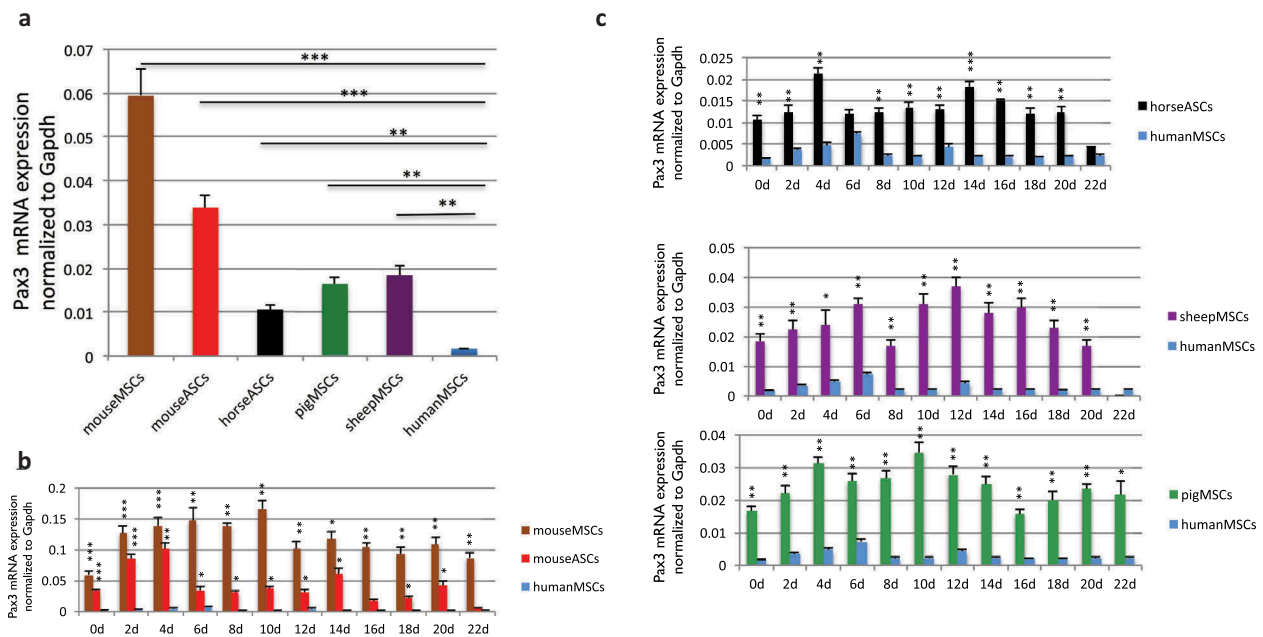 a
Pax3 mRNA expression
normalized to Gapdh
0.07
0.06
0.05
0.04
0.03
0.02
0.01
0
***
***
**
**
**
mouseMSCs
mouseASCs
horseASCs
pigMSCs
sheepMSCs
humanMSCs
b
Pax3 mRNA expression
normalized to Gapdh
0.2
0.15
0.1
0.05
0
*** *** *** *** *** ** ** * ** * ** * ** * * * ** ** * ** * **
0d 2d 4d 6d 8d 10d 12d 14d 16d 18d 20d 22d
mouseMSCs
mouseASCs
humanMSCs
c
Pax3 mRNA expression
normalized to Gapdh
0.025
0.02
0.015
0.01
0.005
0
** ** ** ** ** ** *** ** ** **
0d 2d 4d 6d 8d 10d 12d 14d 16d 18d 20d 22d
horseASCs
humanMSCs
Pax3 mRNA expression
normalized to Gapdh
0.05
0.04
0.03
0.02
0.01
0
** ** * ** ** ** ** ** ** ** **
0d 2d 4d 6d 8d 10d 12d 14d 16d 18d 20d 22d
sheepMSCs
humanMSCs
Pax3 mRNA expression
normalized to Gapdh
0.04
0.03
0.02
0.01
0
** ** ** ** ** ** ** ** ** ** ** *
0d 2d 4d 6d 8d 10d 12d 14d 16d 18d 20d 22d
pigMSCs
humanMSCs